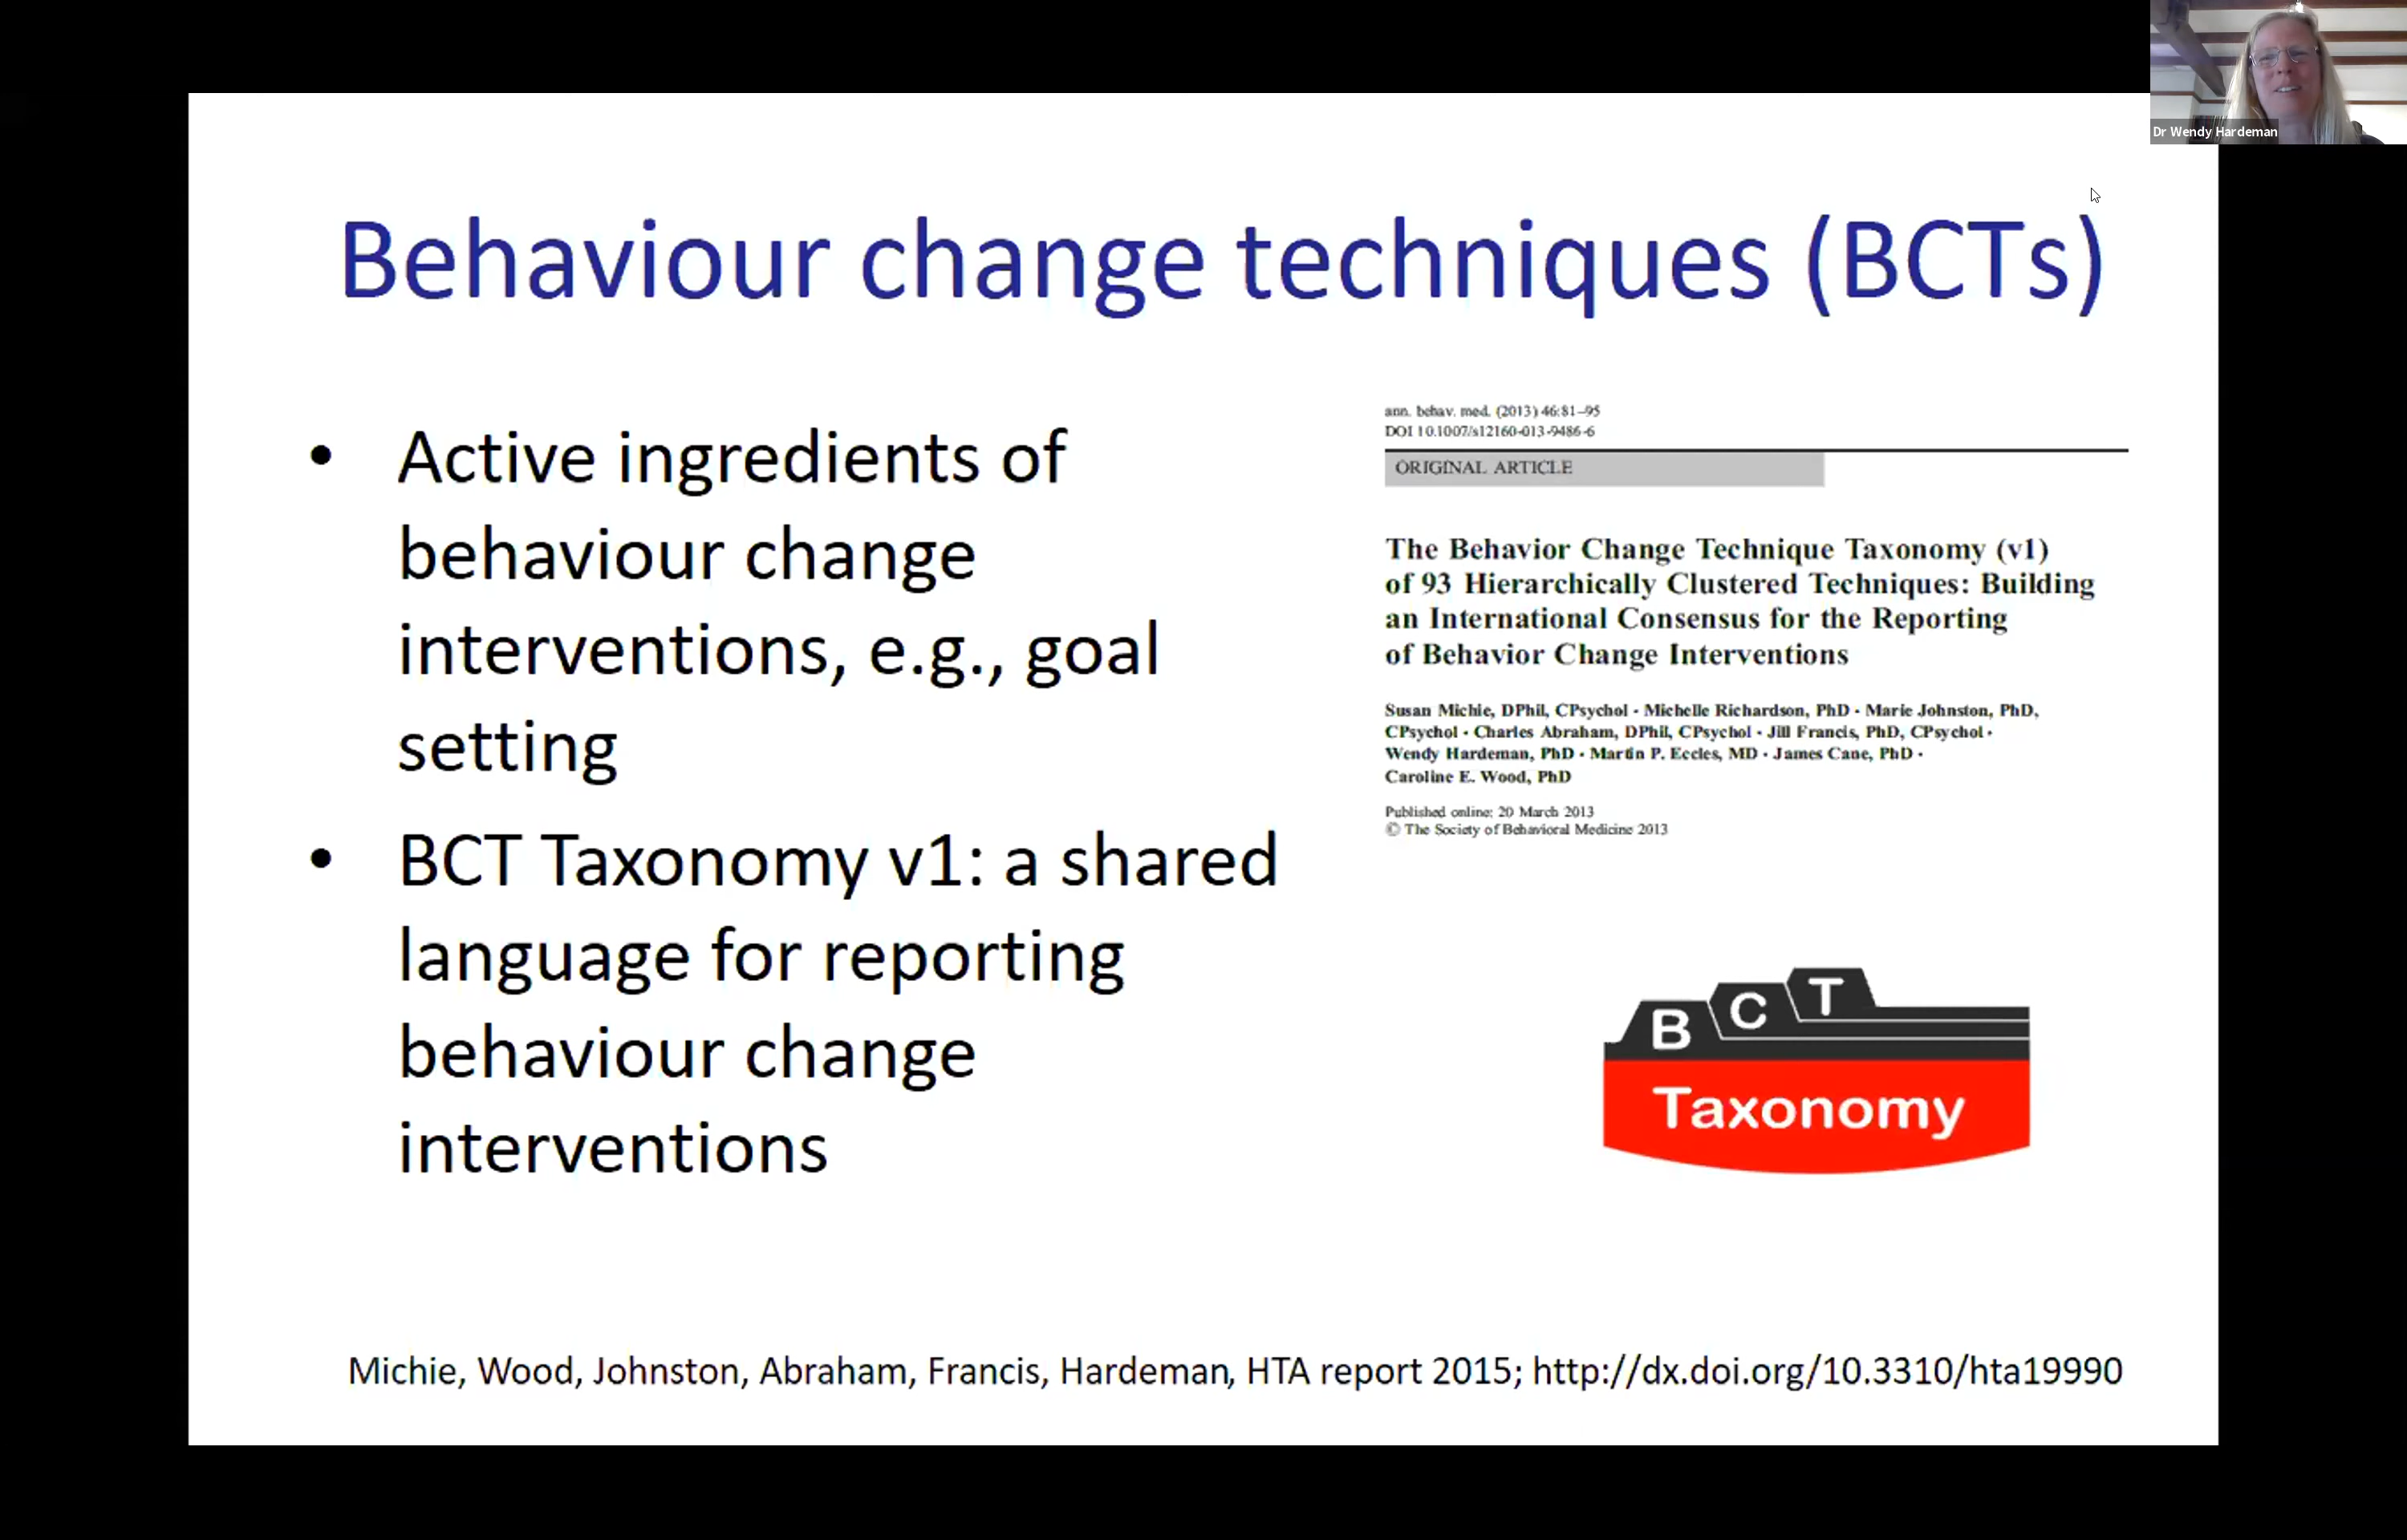 Dr Wendy Hardeman
Behaviour change techniques (BCTs)
• Active ingredients of
behaviour change
interventions, e.g., goal
setting
• BCT Taxonomy v1: a shared
language for reporting
behaviour change
interventions
ann. behav. med. (2013) 46:81–95
DOI 10.1007/s12160-013-9486-6
ORIGINAL ARTICLE
The Behavior Change Technique Taxonomy (v1)
of 93 Hierarchically Clustered Techniques: Building
an International Consensus for the Reporting
of Behavior Change Interventions
Susan Michie, DPhil, CPsychol · Michelle Richardson, PhD · Marie Johnston, PhD,
CPsychol · Charles Abraham, DPhil, CPsychol · Jill Francis, PhD, CPsychol ·
Wendy Hardeman, PhD · Martin P. Eccles, MD · James Cane, PhD ·
Caroline E. Wood, PhD
Published online: 20 March 2013
© The Society of Behavioral Medicine 2013
B C T
Taxonomy
Michie, Wood, Johnston, Abraham, Francis, Hardeman, HTA report 2015; http://dx.doi.org/10.3310/hta19990